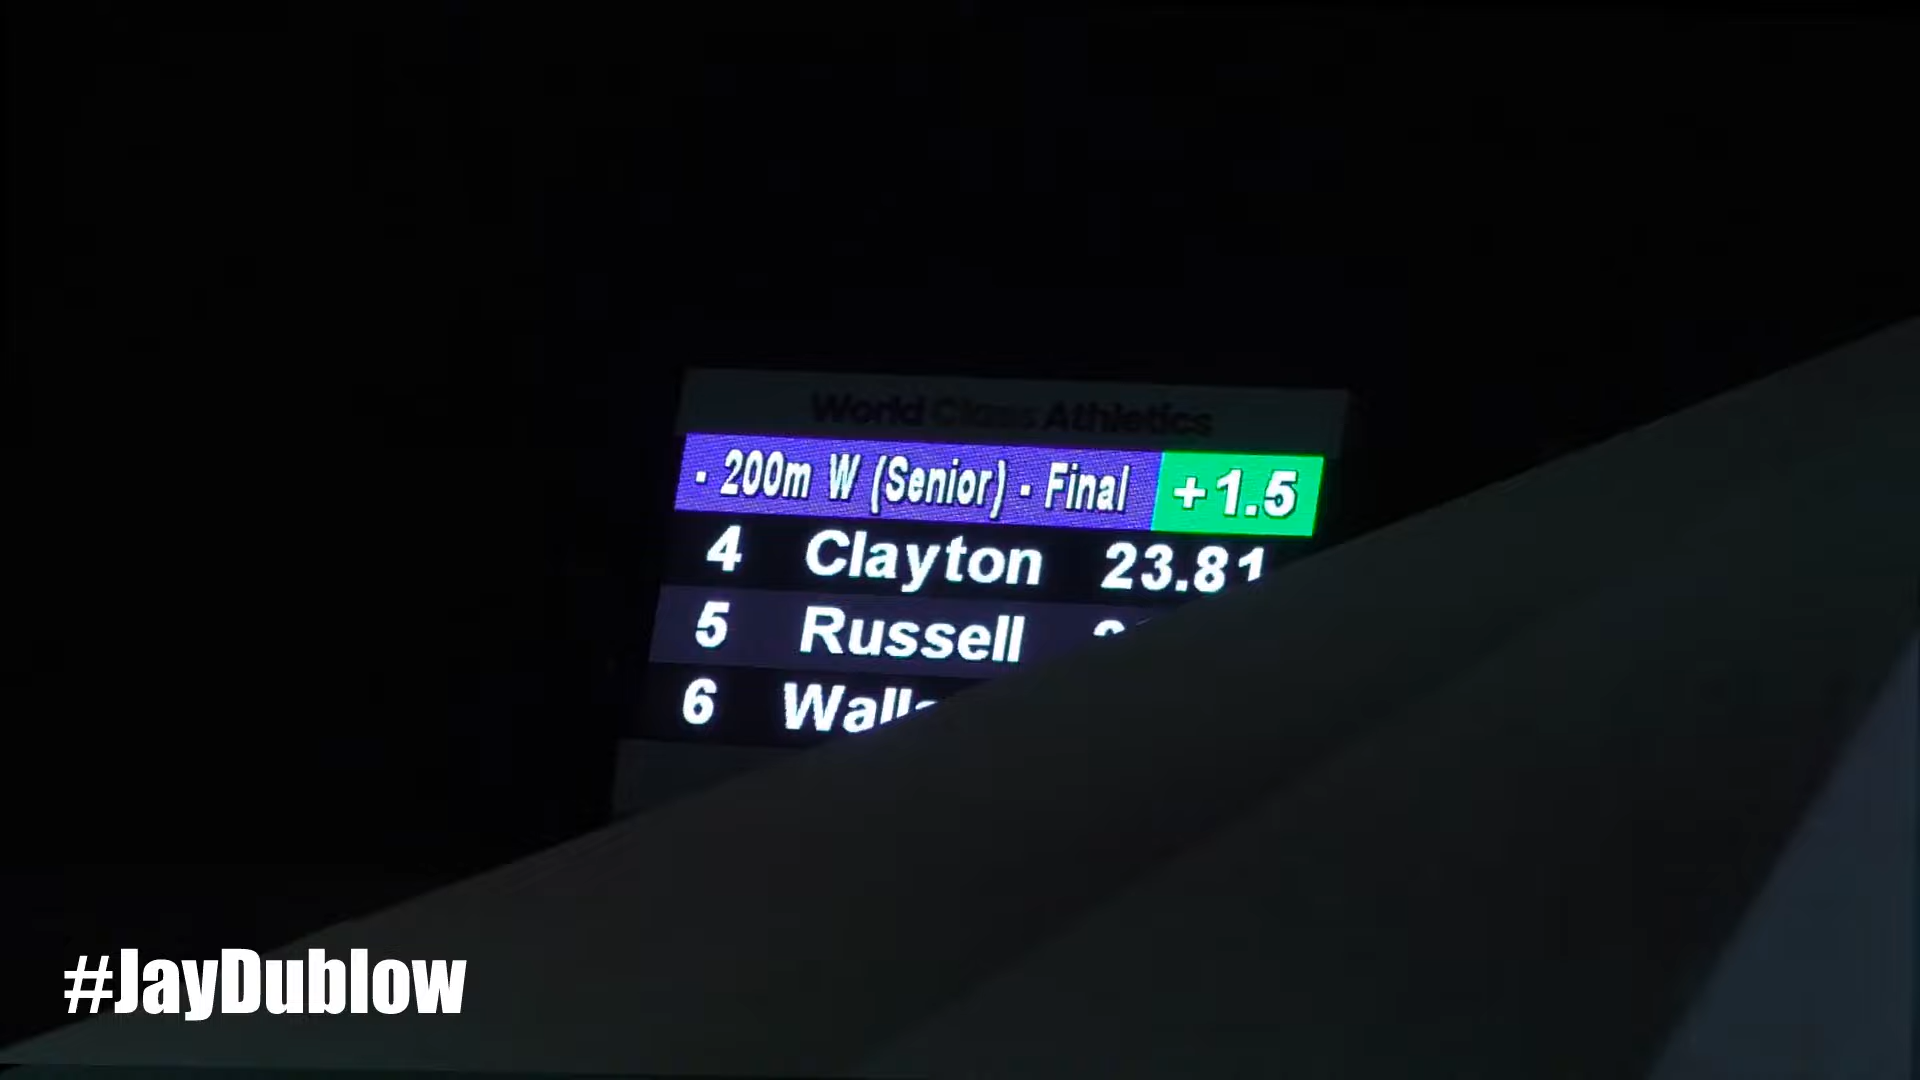 World Class Athletics
- 200m W (Senior) - Final +1.5
4 Clayton 23.81
5 Russell
6
#JayDublow